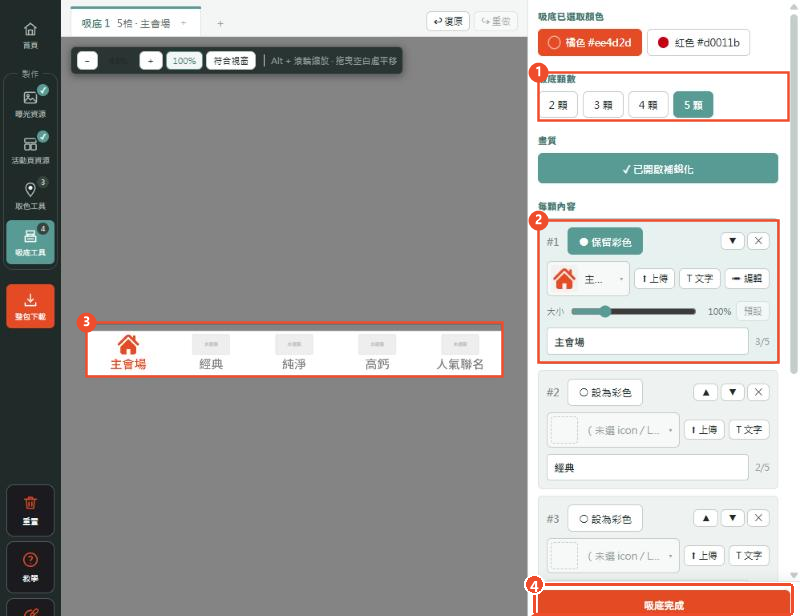 首頁
製作
曝光資源
活動頁資源
取色工具
3
吸底工具
4
整包下載
重置
教學
吸底 1 5格 · 主會場 +
+
↩ 復原
↪ 重做
- + 100% 符合視窗 | Alt + 滾輪縮放 · 拖曳空白處平移
3
主會場
經典
純淨
高鈣
人氣聯名
吸底已選取顏色
橘色 #ee4d2d
紅色 #d0011b
1
吸底顆數
2 顆
3 顆
4 顆
5 顆
畫質
✓ 已開啟補銳化
每顆內容
2
#1 保留彩色 ▼ ✕
主... 上傳 T 文字 編輯
大小 100% 預設
主會場 3/5
#2 設為彩色 ▲ ▼ ✕
( 未選 icon / L... 上傳 T 文字
經典 2/5
#3 設為彩色 ▲ ▼ ✕
( 未選 icon / L... 上傳 T 文字
4
吸底完成